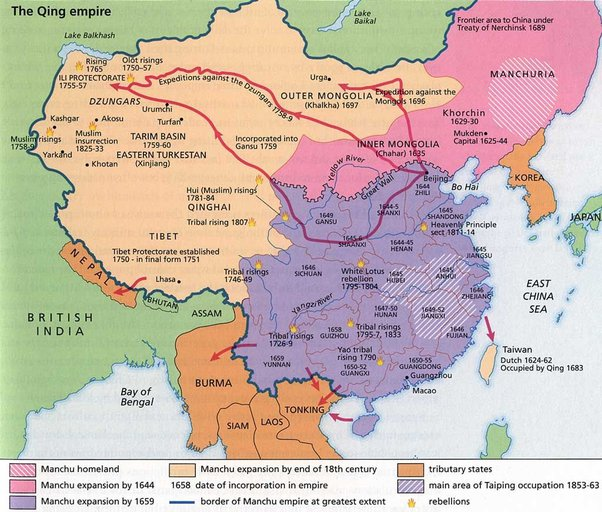 The Qing empire
Lake
Baikal
Frontier area to China under
Treaty of Nerchinsk 1689
Lake Balkhash
Rising
1765
Olöt risings
1750-57
ILI PROTECTORATE
1755-57
Expeditions against the Dzungars 1758-9
Urga
Expedition against the
Mongols 1696
MANCHURIA
DZUNGARS
OUTER MONGOLIA
(Khalkha) 1697
Urumchi
Khorchin
1629-30
Kashgar
Akosu
Turfan
Muslim risings
1758-9
Muslim
insurrection
1825-33
TARIM BASIN
1759-60
Incorporated into
Gansu 1759
INNER MONGOLIA
(Chahar) 1635
Mukden
Capital 1625-44
Yarkand
EASTERN TURKESTAN
(Xinjiang)
Khotan
Yellow River
Great Wall
Beijing
KOREA
Bo Hai
1644
ZHILI
Hui (Muslim) risings
1781-84
QINGHAI
1649
GANSU
1644-5
SHANXI
1645
SHANDONG
JAPAN
Tribal rising 1807
Heavenly Principle
sect 1811-14
TIBET
1645-6
SHAANXI
1644-45
HENAN
1645
JIANGSU
Tibet Protectorate established
1750 - in final form 1751
NEPAL
Tribal risings
1746-49
1646
SICHUAN
White Lotus
rebellion
1795-1804
1645
HUBEI
1645
ANHUI
EAST
CHINA
SEA
Lhasa
1646
ZHEJIANG
BHUTAN
ASSAM
Yangzi River
1647-50
HUNAN
1649-52
JIANGXI
BRITISH
INDIA
Tribal risings
1726-9
1658
GUIZHOU
Tribal risings
1795-7, 1833
1646
FUJIAN
Taiwan
Dutch 1624-62
Occupied by Qing 1683
Yao tribal
rising 1790
1659
YUNNAN
1650-52
GUANGXI
1650-55
GUANGDONG
Guangzhou
Macao
BURMA
Bay of
Bengal
TONKING
SIAM
LAOS
Manchu homeland
Manchu expansion by end of 18th century
tributary states
Manchu expansion by 1644
1658 date of incorporation in empire
main area of Taiping occupation 1853-63
Manchu expansion by 1659
border of Manchu empire at greatest extent
rebellions